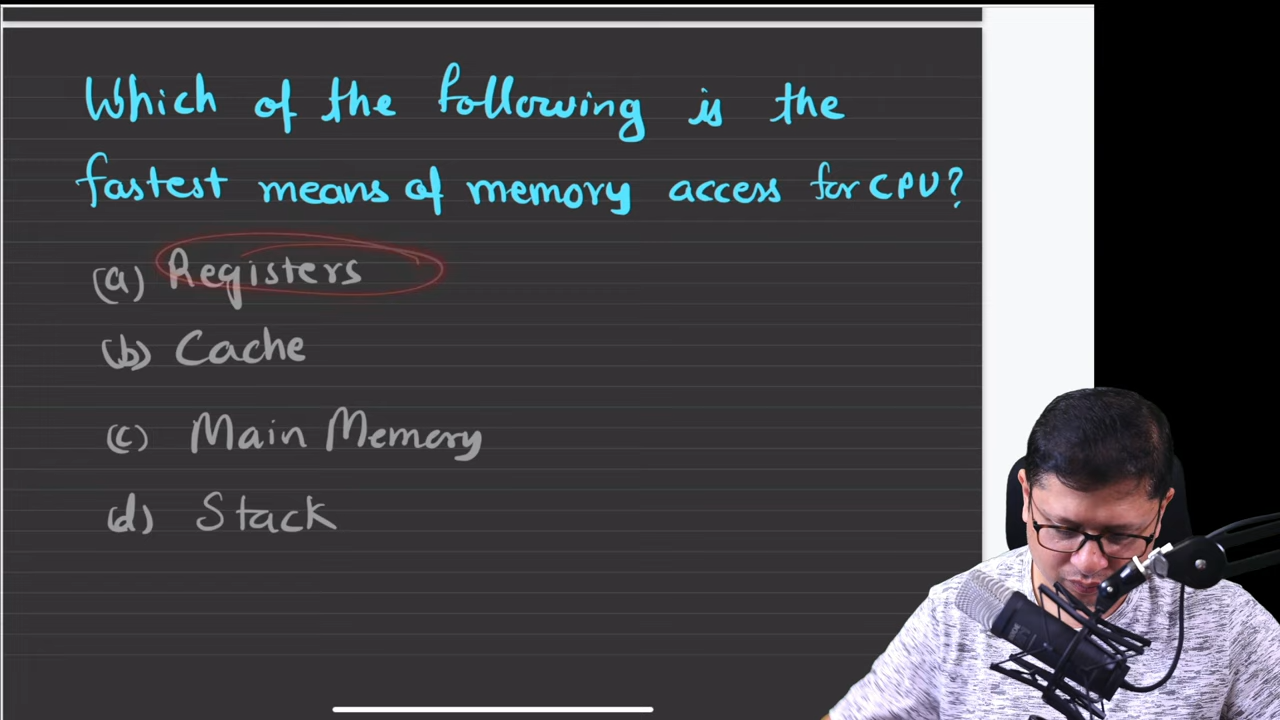 Which of the following is the
fastest means of memory access for CPU?
(a) Registers
(b) Cache
(c) Main Memory
(d) Stack